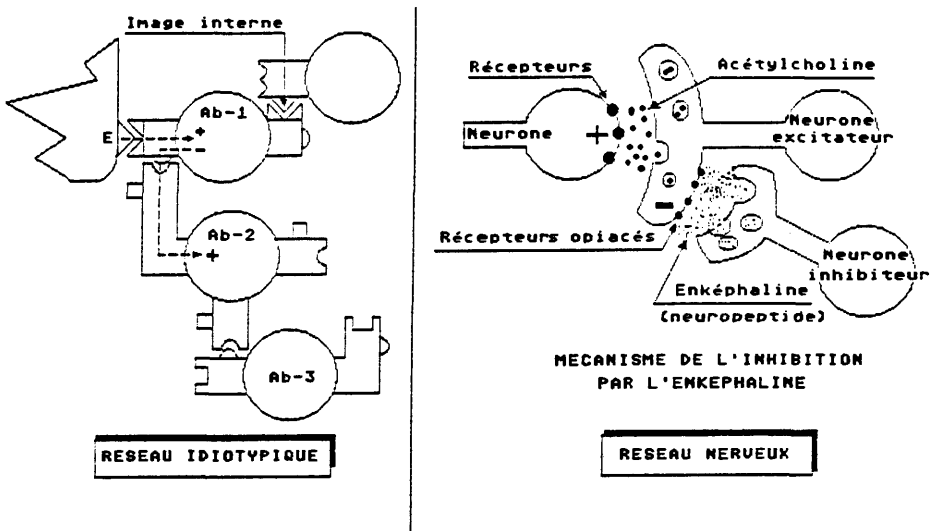 Image interne
Ab-1
E
+
-
Ab-2
+
Ab-3
RESEAU IDIOTYPIQUE
Récepteurs
Acétylcholine
Neurone
+
Neurone
excitateur
-
Récepteurs opiacés
Neurone
inhibiteur
Enképhaline
(neuropeptide)
MECANISME DE L'INHIBITION
PAR L'ENKEPHALINE
RESEAU NERVEUX